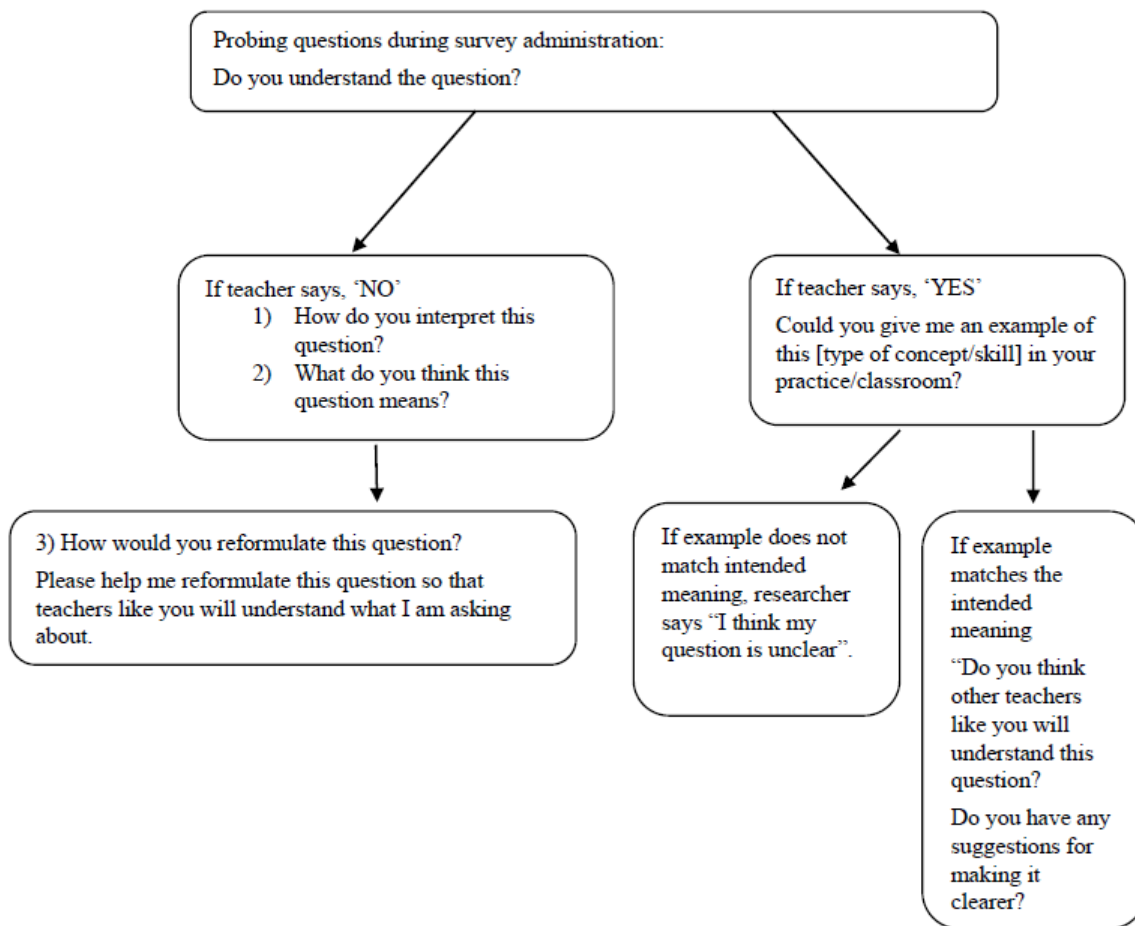 Probing questions during survey administration:
Do you understand the question?
If teacher says, ‘NO’
1) How do you interpret this
question?
2) What do you think this
question means?
If teacher says, ‘YES’
Could you give me an example of
this [type of concept/skill] in your
practice/classroom?
3) How would you reformulate this question?
Please help me reformulate this question so that
teachers like you will understand what I am asking
about.
If example does not
match intended
meaning, researcher
says “I think my
question is unclear”.
If example
matches the
intended
meaning
“Do you think
other teachers
like you will
understand this
question?
Do you have any
suggestions for
making it
clearer?